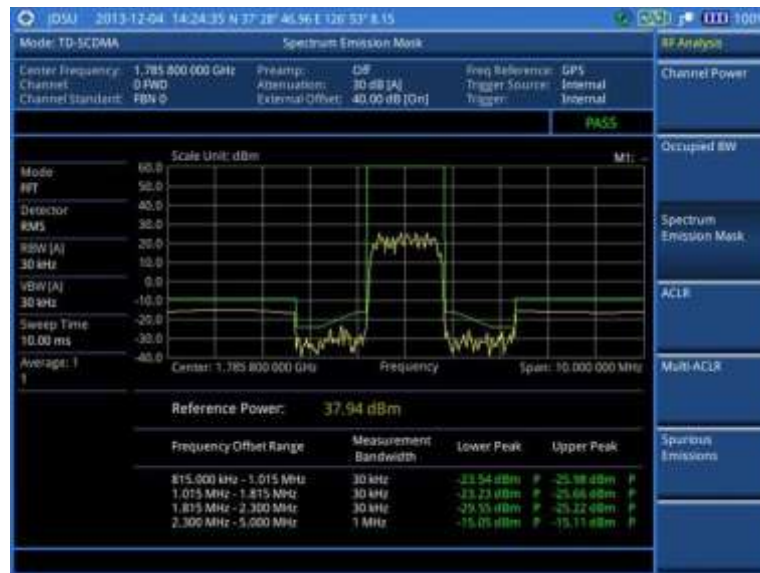 JDSU 2013-12-04 14:24:35 N 37° 28' 46.96 E 126° 53' 8.15 100%
Mode: TD-SCDMA Spectrum Emission Mask RF Analysis
Center Frequency: 1.785 800 000 GHz Preamp: Off Freq Reference: GPS
Channel: 0 FWD Attenuation: 30 dB [A] Trigger Source: Internal
Channel Standard: FBN 0 External Offset: 40.00 dB [On] Trigger: Internal
PASS
Channel Power
Occupied BW
Spectrum
Emission Mask
ACLR
Multi-ACLR
Spurious
Emissions
Scale Unit: dBm M1: --
Mode
FFT
Detector
RMS
RBW [A]
30 kHz
VBW [A]
30 kHz
Sweep Time
10.00 ms
Average: 1
1
60.0
50.0
40.0
30.0
20.0
10.0
0.0
-10.0
-20.0
-30.0
-40.0
Center: 1.785 800 000 GHz Frequency Span: 10.000 000 MHz
Reference Power: 37.94 dBm
Frequency Offset Range Measurement Bandwidth Lower Peak Upper Peak
815.000 kHz - 1.015 MHz 30 kHz -23.54 dBm P -25.98 dBm P
1.015 MHz - 1.815 MHz 30 kHz -23.23 dBm P -25.66 dBm P
1.815 MHz - 2.300 MHz 30 kHz -29.55 dBm P -25.22 dBm P
2.300 MHz - 5.000 MHz 1 MHz -15.05 dBm P -15.11 dBm P